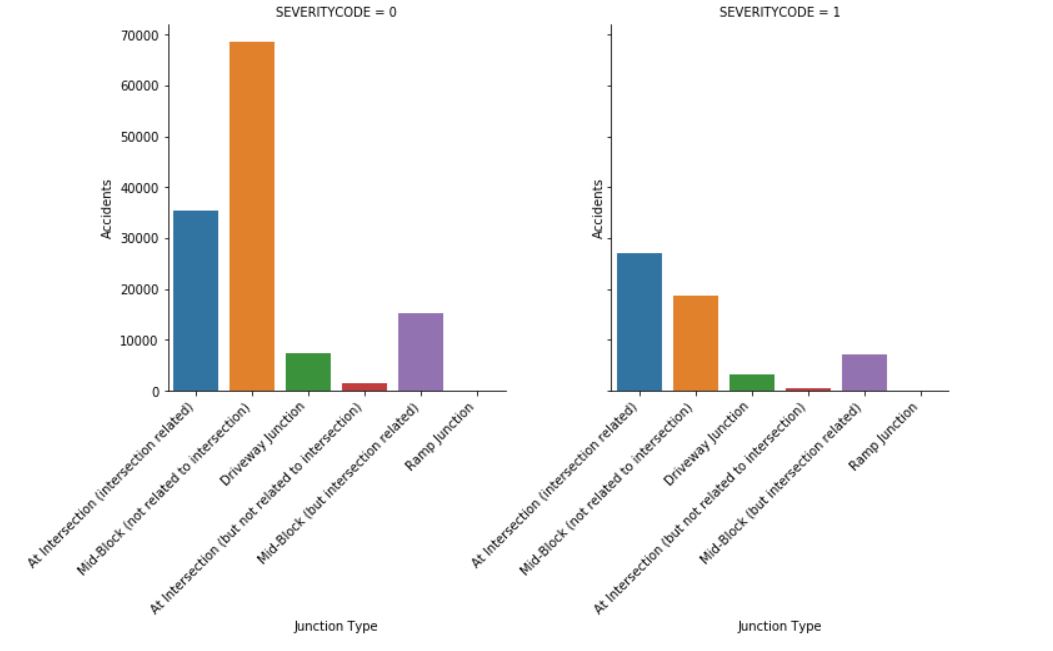 SEVERITYCODE = 0
70000
60000
50000
40000
30000
20000
10000
0
Accidents
At Intersection (intersection related)
Mid-Block (not related to intersection)
Driveway Junction
At Intersection (but not related to intersection)
Mid-Block (but intersection related)
Ramp Junction
Junction Type
SEVERITYCODE = 1
Accidents
At Intersection (intersection related)
Mid-Block (not related to intersection)
Driveway Junction
At Intersection (but not related to intersection)
Mid-Block (but intersection related)
Ramp Junction
Junction Type